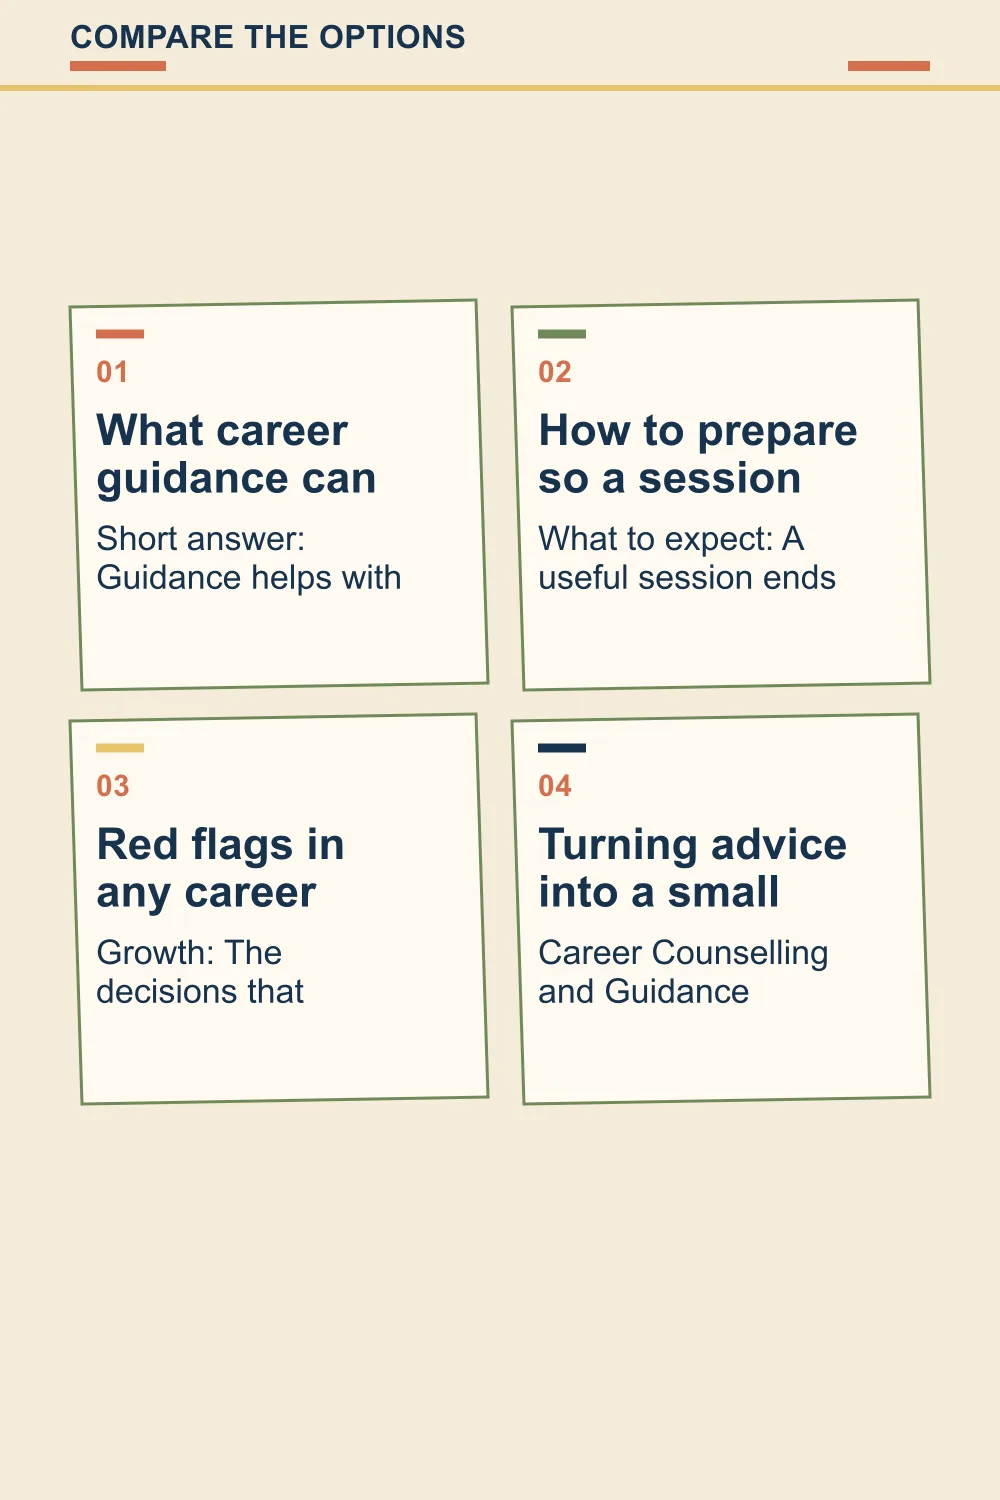 COMPARE THE OPTIONS
01
What career
guidance can
Short answer:
Guidance helps with
02
How to prepare
so a session
What to expect: A
useful session ends
03
Red flags in
any career
Growth: The
decisions that
04
Turning advice
into a small
Career Counselling
and Guidance